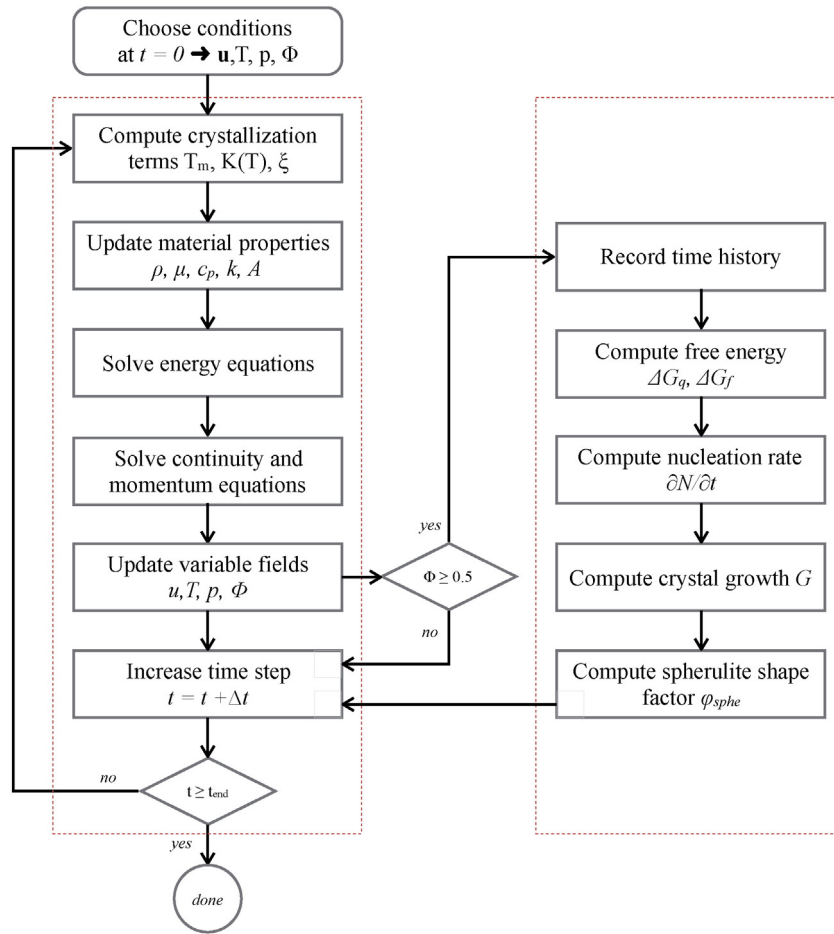 Choose conditions
at t = 0 ➔ u,T, p, Φ
Compute crystallization
terms Tₘ, K(T), ξ
Update material properties
ρ, μ, cₚ, k, A
Solve energy equations
Solve continuity and
momentum equations
Update variable fields
u,T, p, Φ
Increase time step
t = t +Δt
t ≥ tend
no
yes
done
Φ ≥ 0.5
yes
no
Record time history
Compute free energy
ΔG_q, ΔG_f
Compute nucleation rate
∂N/∂t
Compute crystal growth G
Compute spherulite shape
factor φsphe